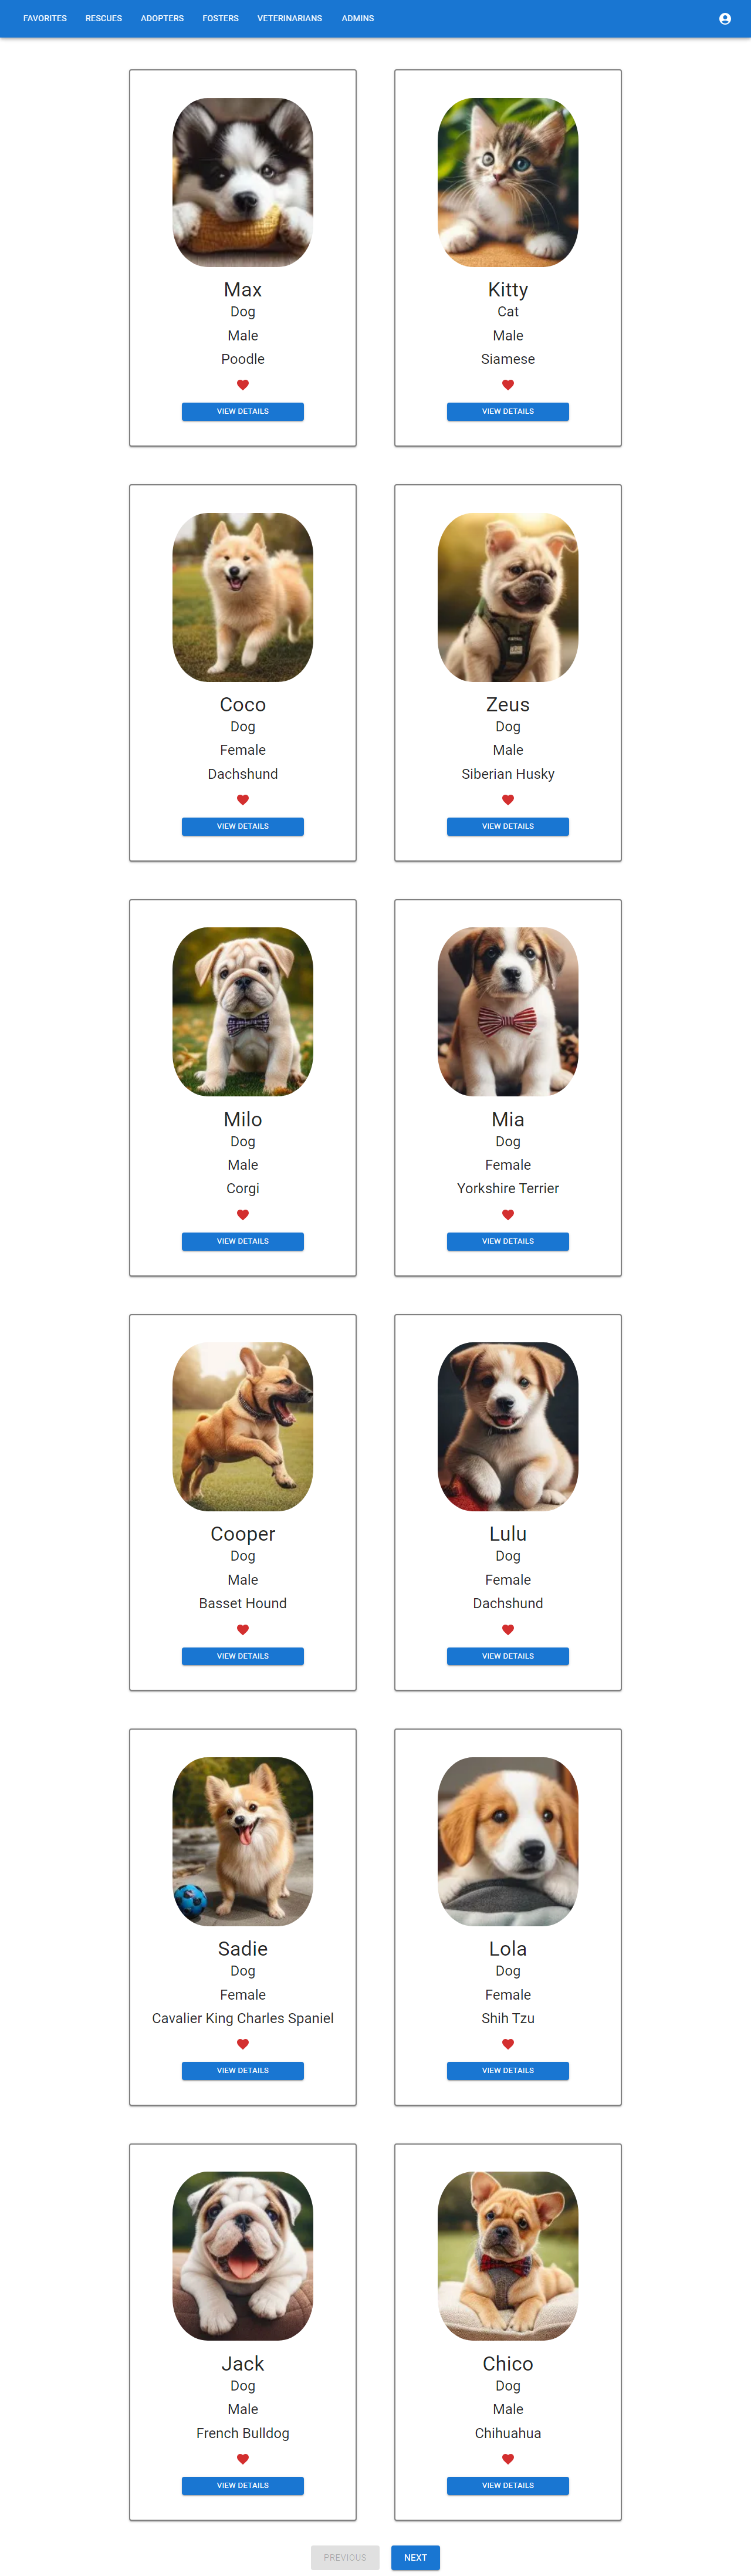 FAVORITES RESCUES ADOPTERS FOSTERS VETERINARIANS ADMINS
Max
Dog
Male
Poodle
VIEW DETAILS
Kitty
Cat
Male
Siamese
VIEW DETAILS
Coco
Dog
Female
Dachshund
VIEW DETAILS
Zeus
Dog
Male
Siberian Husky
VIEW DETAILS
Milo
Dog
Male
Corgi
VIEW DETAILS
Mia
Dog
Female
Yorkshire Terrier
VIEW DETAILS
Cooper
Dog
Male
Basset Hound
VIEW DETAILS
Lulu
Dog
Female
Dachshund
VIEW DETAILS
Sadie
Dog
Female
Cavalier King Charles Spaniel
VIEW DETAILS
Lola
Dog
Female
Shih Tzu
VIEW DETAILS
Jack
Dog
Male
French Bulldog
VIEW DETAILS
Chico
Dog
Male
Chihuahua
VIEW DETAILS
PREVIOUS NEXT